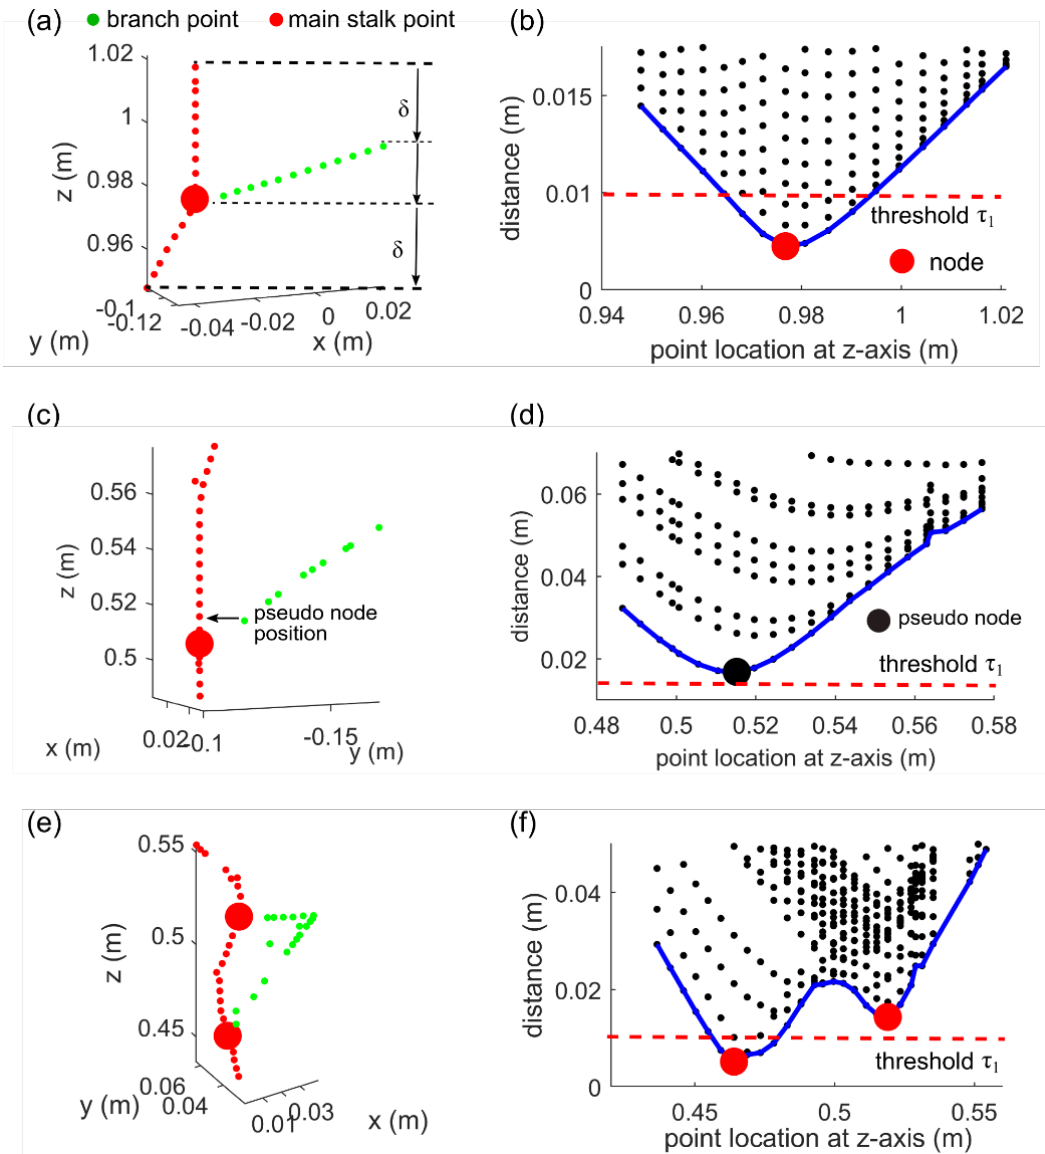 (a) branch point main stalk point
1.02
1
0.98
0.96
z (m)
δ
δ
-0.1
-0.12
-0.04
-0.02
0
0.02
y (m)
x (m)
(b)
0.015
0.01
0
distance (m)
threshold τ1
node
0.94 0.96 0.98 1 1.02
point location at z-axis (m)
(c)
0.56
0.54
0.52
0.5
z (m)
pseudo node
position
x (m)
0.02
-0.1
-0.15
y (m)
(d)
0.06
0.04
0.02
distance (m)
pseudo node
threshold τ1
0.48 0.5 0.52 0.54 0.56 0.58
point location at z-axis (m)
(e)
0.55
0.5
0.45
z (m)
0.06
0.04
y (m)
0.01
0.03
x (m)
(f)
0.04
0.02
0
distance (m)
threshold τ1
0.45 0.5 0.55
point location at z-axis (m)